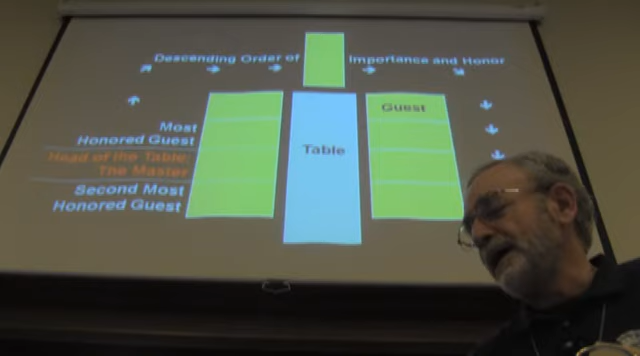 Descending Order of Importance and Honor
Most
Honored Guest
Head of the Table;
The Master
Second Most
Honored Guest
Table
Guest